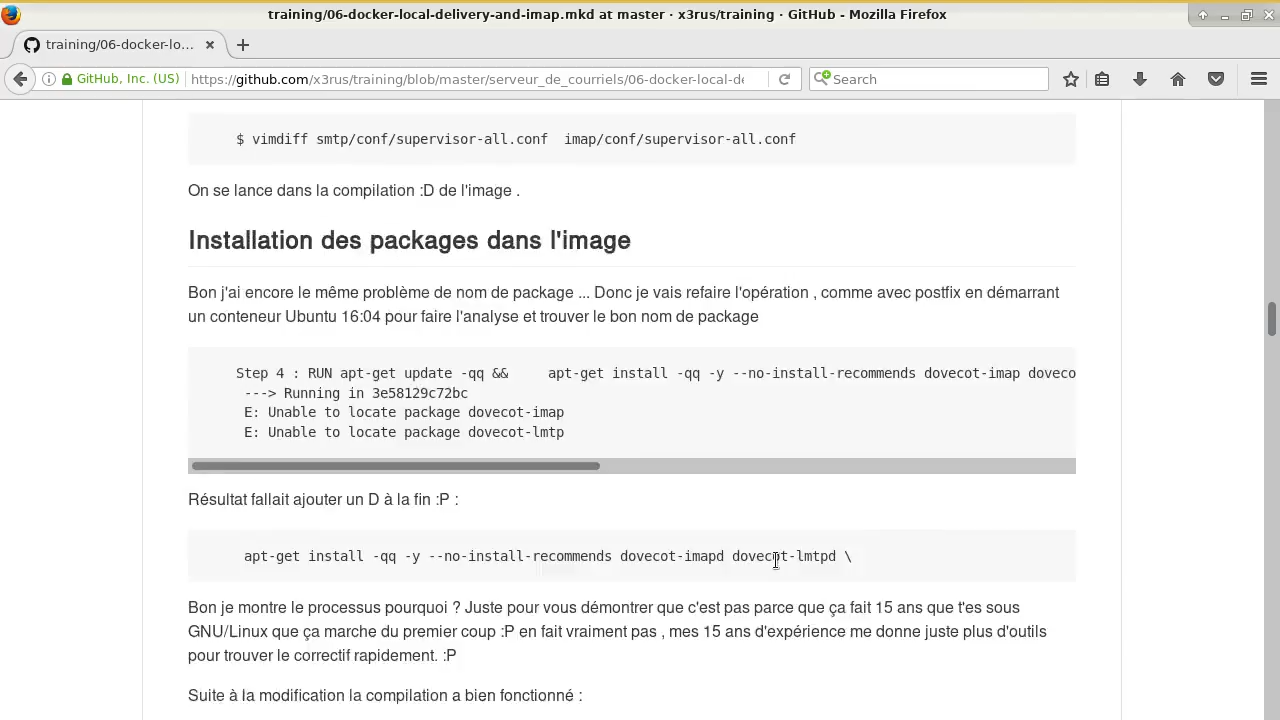 training/06-docker-local-delivery-and-imap.mkd at master · x3rus/training · GitHub - Mozilla Firefox
training/06-docker-lo...
GitHub, Inc. (US)
https://github.com/x3rus/training/blob/master/serveur_de_courriels/06-docker-local-de
Search
$ vimdiff smtp/conf/supervisor-all.conf  imap/conf/supervisor-all.conf
On se lance dans la compilation :D de l'image .
Installation des packages dans l'image
Bon j'ai encore le même problème de nom de package ... Donc je vais refaire l'opération , comme avec postfix en démarrant
un conteneur Ubuntu 16:04 pour faire l'analyse et trouver le bon nom de package
Step 4 : RUN apt-get update -qq &&     apt-get install -qq -y --no-install-recommends dovecot-imap doveco
---> Running in 3e58129c72bc
E: Unable to locate package dovecot-imap
E: Unable to locate package dovecot-lmtp
Résultat fallait ajouter un D à la fin :P :
apt-get install -qq -y --no-install-recommends dovecot-imapd dovecot-lmtpd \
Bon je montre le processus pourquoi ? Juste pour vous démontrer que c'est pas parce que ça fait 15 ans que t'es sous
GNU/Linux que ça marche du premier coup :P en fait vraiment pas , mes 15 ans d'expérience me donne juste plus d'outils
pour trouver le correctif rapidement. :P
Suite à la modification la compilation a bien fonctionné :